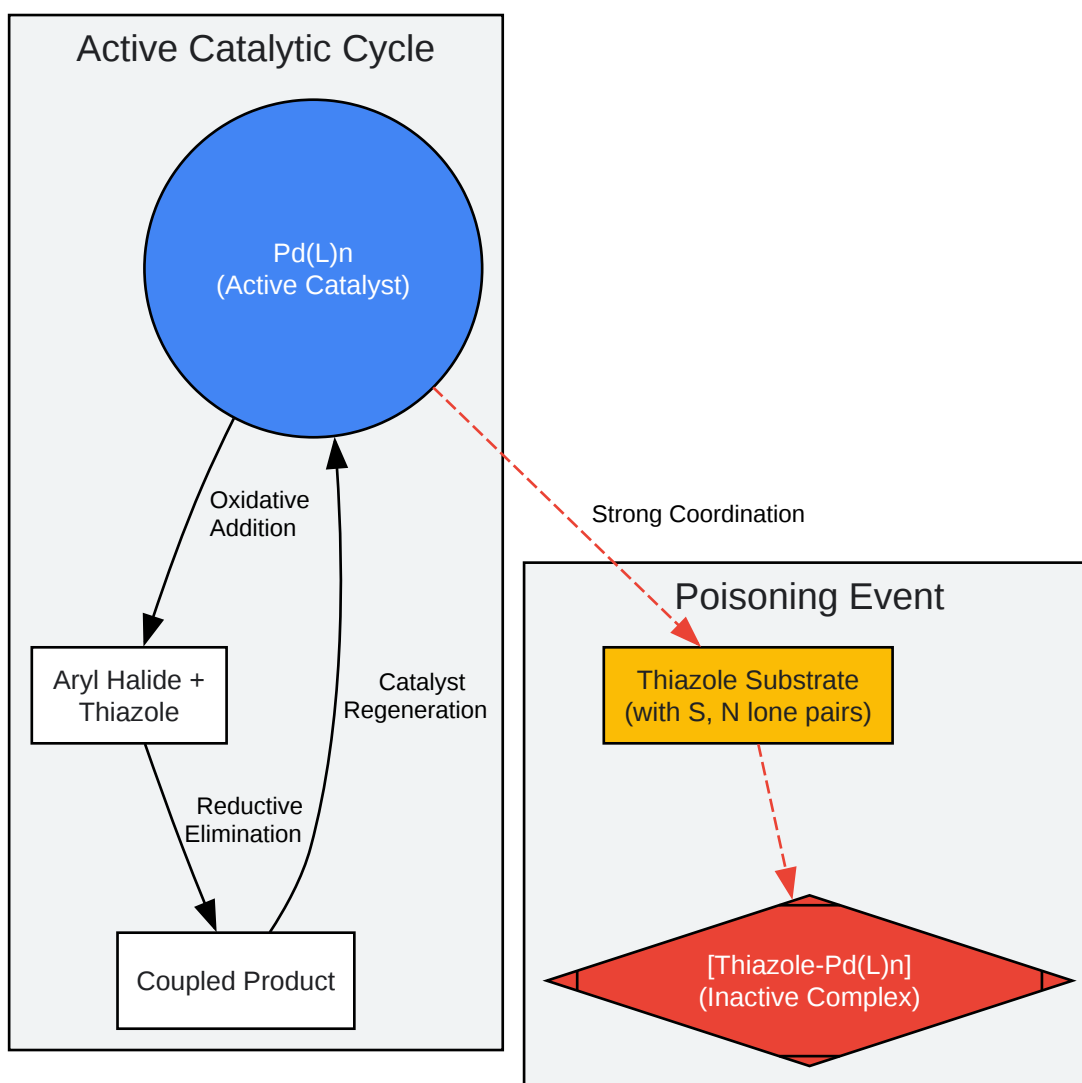 Active Catalytic Cycle
Pd(L)n
(Active Catalyst)
Oxidative
Addition
Strong Coordination
Poisoning Event
Aryl Halide +
Thiazole
Catalyst
Regeneration
Thiazole Substrate
(with S, N lone pairs)
Reductive
Elimination
Coupled Product
[Thiazole-Pd(L)n]
(Inactive Complex)